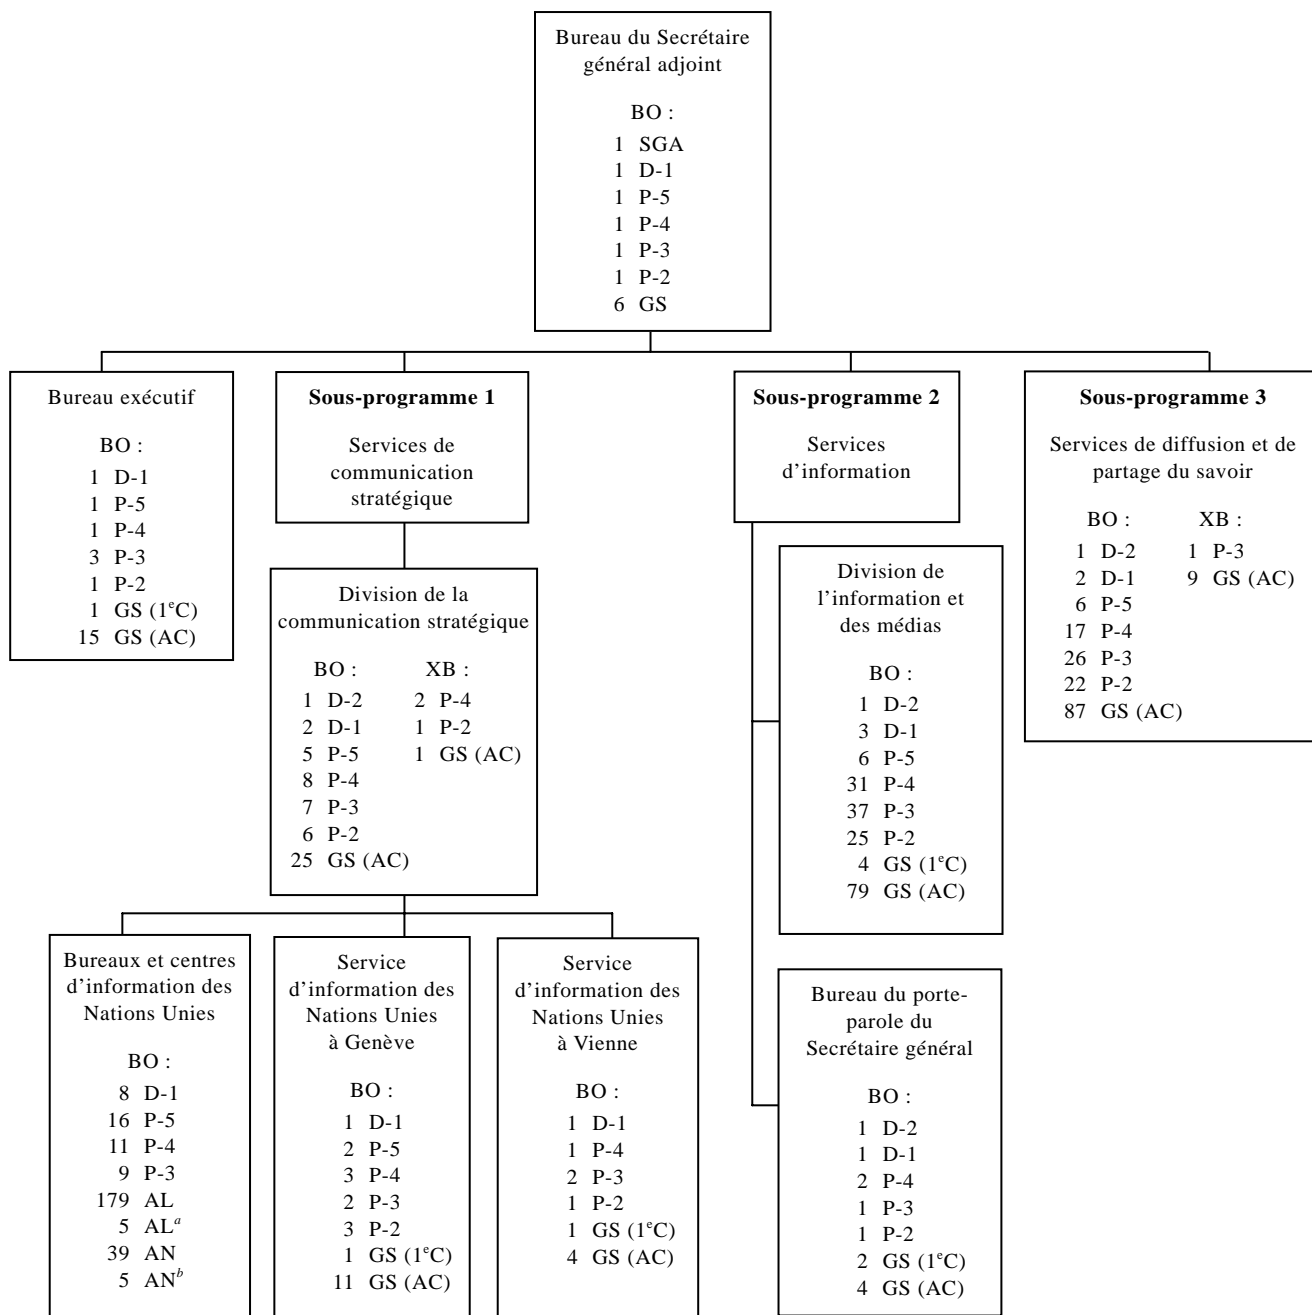 Bureau du Secrétaire
général adjoint
BO :
1 SGA
1 D-1
1 P-5
1 P-4
1 P-3
1 P-2
6 GS
Bureau exécutif
BO :
1 D-1
1 P-5
1 P-4
3 P-3
1 P-2
1 GS (1ᵉC)
15 GS (AC)
Sous-programme 1
Services de
communication
stratégique
Division de la
communication stratégique
BO :
1 D-2
2 D-1
5 P-5
8 P-4
7 P-3
6 P-2
25 GS (AC)
XB :
2 P-4
1 P-2
1 GS (AC)
Bureaux et centres
d’information des
Nations Unies
BO :
8 D-1
16 P-5
11 P-4
9 P-3
179 AL
5 ALᵃ
39 AN
5 ANᵇ
Service
d’information des
Nations Unies
à Genève
BO :
1 D-1
2 P-5
3 P-4
2 P-3
3 P-2
1 GS (1ᵉC)
11 GS (AC)
Service
d’information des
Nations Unies
à Vienne
BO :
1 D-1
1 P-4
2 P-3
1 P-2
1 GS (1ᵉC)
4 GS (AC)
Sous-programme 2
Services
d’information
Division de
l’information et
des médias
BO :
1 D-2
3 D-1
6 P-5
31 P-4
37 P-3
25 P-2
4 GS (1ᵉC)
79 GS (AC)
Bureau du porte-
parole du
Secrétaire général
BO :
1 D-2
1 D-1
2 P-4
1 P-3
1 P-2
2 GS (1ᵉC)
4 GS (AC)
Sous-programme 3
Services de diffusion et de
partage du savoir
BO :
1 D-2
2 D-1
6 P-5
17 P-4
26 P-3
22 P-2
87 GS (AC)
XB :
1 P-3
9 GS (AC)